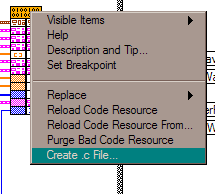 Visible Items
Help
Description and Tip...
Set Breakpoint
Replace
Reload Code Resource
Reload Code Resource From...
Purge Bad Code Resource
Create .c File...